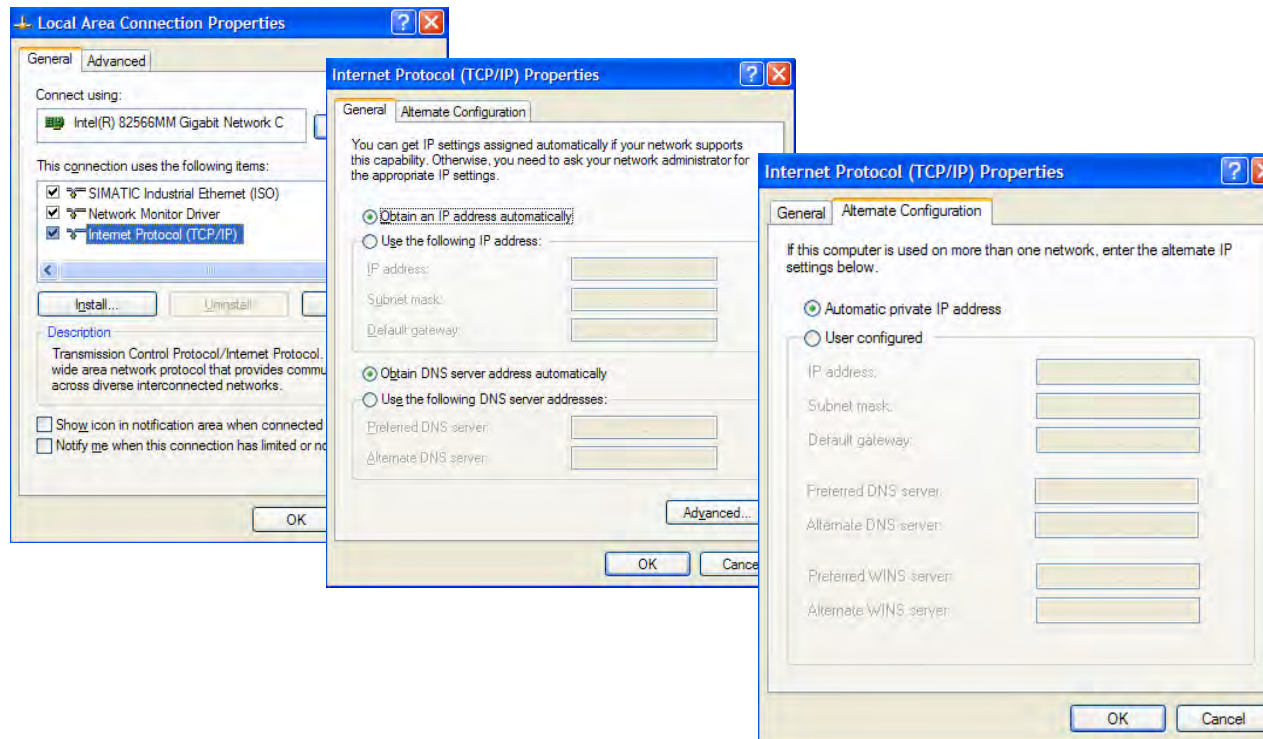 Local Area Connection Properties
General
Advanced
Connect using:
Intel(R) 82566MM Gigabit Network C
This connection uses the following items:
SIMATIC Industrial Ethernet (ISO)
Network Monitor Driver
Internet Protocol (TCP/IP)
Install...
Uninstall
Description
Transmission Control Protocol/Internet Protocol.
wide area network protocol that provides commu
across diverse interconnected networks.
Show icon in notification area when connected
Notify me when this connection has limited or no
OK
Internet Protocol (TCP/IP) Properties
General
Alternate Configuration
You can get IP settings assigned automatically if your network supports
this capability. Otherwise, you need to ask your network administrator for
the appropriate IP settings.
Obtain an IP address automatically
Use the following IP address:
IP address:
Subnet mask:
Default gateway:
Obtain DNS server address automatically
Use the following DNS server addresses:
Preferred DNS server:
Alternate DNS server:
Advanced...
OK
Cance
Internet Protocol (TCP/IP) Properties
General
Alternate Configuration
If this computer is used on more than one network, enter the alternate IP
settings below.
Automatic private IP address
User configured
IP address:
Subnet mask:
Default gateway:
Preferred DNS server:
Alternate DNS server:
Preferred WINS server:
Alternate WINS server:
OK
Cancel